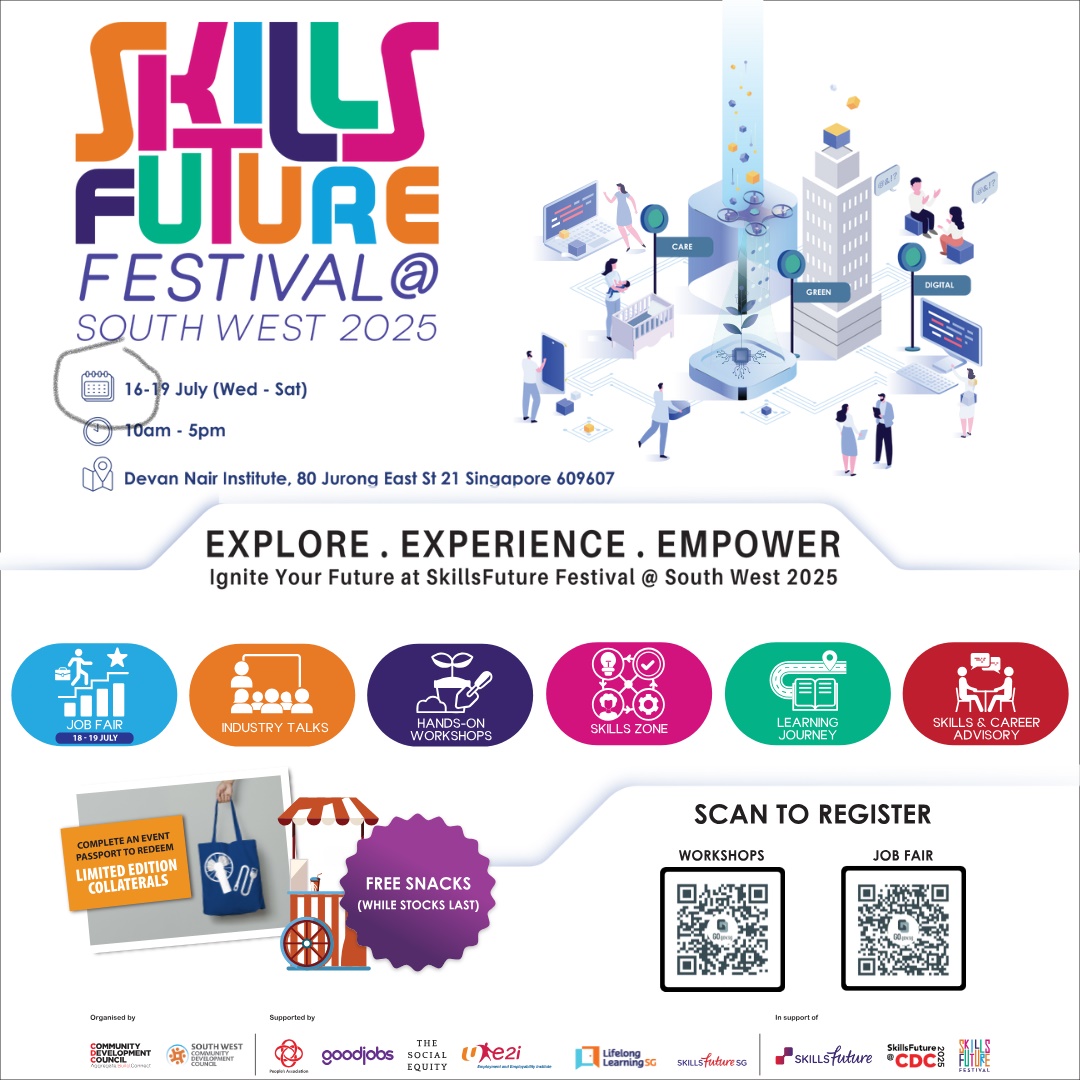 SKILLS
FUTURE
FESTIVAL@
SOUTH WEST 2025
16-19 July (Wed - Sat)
10am - 5pm
Devan Nair Institute, 80 Jurong East St 21 Singapore 609607
CARE
GREEN
DIGITAL
@&!?
@&!?
EXPLORE . EXPERIENCE . EMPOWER
Ignite Your Future at SkillsFuture Festival @ South West 2025
JOB FAIR
18 - 19 JULY
INDUSTRY TALKS
HANDS-ON
WORKSHOPS
SKILLS ZONE
LEARNING
JOURNEY
SKILLS & CAREER
ADVISORY
COMPLETE AN EVENT
PASSPORT TO REDEEM
LIMITED EDITION
COLLATERALS
FREE SNACKS
(WHILE STOCKS LAST)
SCAN TO REGISTER
WORKSHOPS
JOB FAIR
Organised by
COMMUNITY
DEVELOPMENT
COUNCIL
Aggregate.Build.Connect
SOUTH WEST
COMMUNITY
DEVELOPMENT
COUNCIL
Supported by
People's Association
goodjobs
THE
SOCIAL
EQUITY
e2i
Employment and Employability Institute
Lifelong
LearningSG
SKILLSfuture SG
In support of
SKILLSfuture
SkillsFuture
@CDC
2025
SKILLS
FUTURE
FESTIVAL